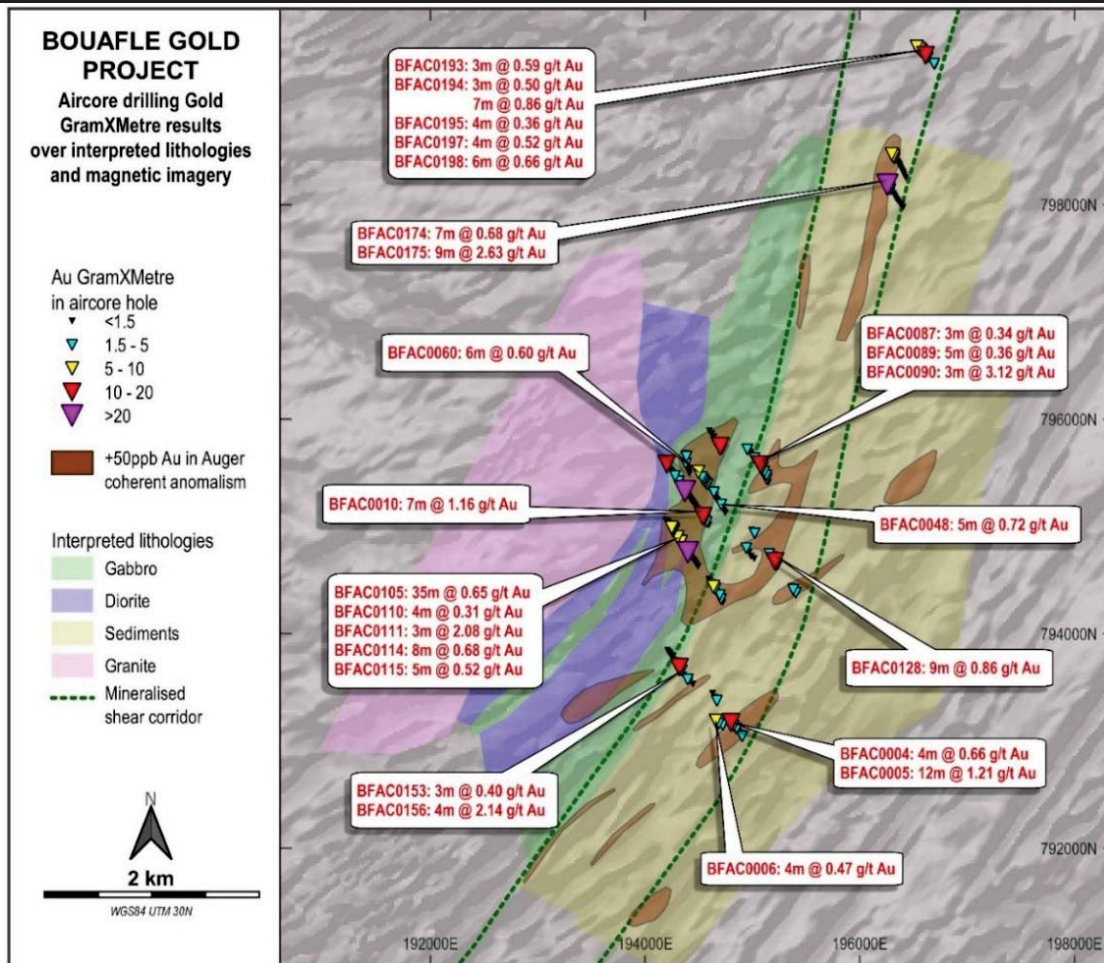 BOUAFLE GOLD
PROJECT
Aircore drilling Gold
GramXMetre results
over interpreted lithologies
and magnetic imagery
Au GramXMetre
in aircore hole
<1.5
1.5 - 5
5 - 10
10 - 20
>20
+50ppb Au in Auger
coherent anomalism
Interpreted lithologies
Gabbro
Diorite
Sediments
Granite
Mineralised
shear corridor
N
2 km
WGS84 UTM 30N
BFAC0193: 3m @ 0.59 g/t Au
BFAC0194: 3m @ 0.50 g/t Au
7m @ 0.86 g/t Au
BFAC0195: 4m @ 0.36 g/t Au
BFAC0197: 4m @ 0.52 g/t Au
BFAC0198: 6m @ 0.66 g/t Au
798000N
BFAC0174: 7m @ 0.68 g/t Au
BFAC0175: 9m @ 2.63 g/t Au
BFAC0060: 6m @ 0.60 g/t Au
BFAC0087: 3m @ 0.34 g/t Au
BFAC0089: 5m @ 0.36 g/t Au
BFAC0090: 3m @ 3.12 g/t Au
796000N
BFAC0010: 7m @ 1.16 g/t Au
BFAC0048: 5m @ 0.72 g/t Au
BFAC0105: 35m @ 0.65 g/t Au
BFAC0110: 4m @ 0.31 g/t Au
BFAC0111: 3m @ 2.08 g/t Au
BFAC0114: 8m @ 0.68 g/t Au
BFAC0115: 5m @ 0.52 g/t Au
794000N
BFAC0128: 9m @ 0.86 g/t Au
BFAC0004: 4m @ 0.66 g/t Au
BFAC0005: 12m @ 1.21 g/t Au
BFAC0153: 3m @ 0.40 g/t Au
BFAC0156: 4m @ 2.14 g/t Au
792000N
BFAC0006: 4m @ 0.47 g/t Au
192000E
194000E
196000E
198000E